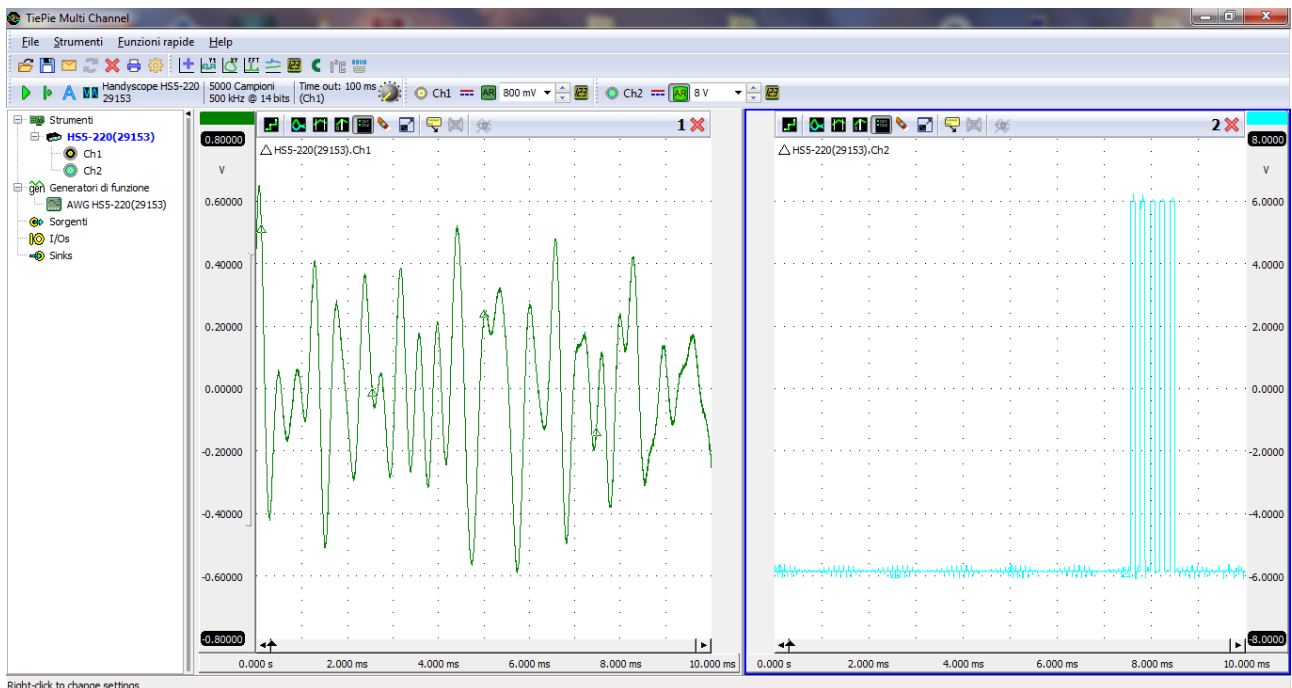 TiePie Multi Channel
File Strumenti Funzioni rapide Help
Handyscope HS5-220 5000 Campioni Time out: 100 ms
29153 500 kHz @ 14 bits (Ch1)
Ch1 AR 800 mV Ch2 AR 8 V
Strumenti
HS5-220(29153)
Ch1
Ch2
gen Generatori di funzione
AWG HS5-220(29153)
Sorgenti
I/Os
Sinks
1
HS5-220(29153).Ch1
0.80000
V
0.60000
0.40000
0.20000
0.00000
-0.20000
-0.40000
-0.60000
-0.80000
0.000 s 2.000 ms 4.000 ms 6.000 ms 8.000 ms 10.000 ms
2
HS5-220(29153).Ch2
8.0000
V
6.0000
4.0000
2.0000
0.0000
-2.0000
-4.0000
-6.0000
-8.0000
0.000 s 2.000 ms 4.000 ms 6.000 ms 8.000 ms 10.000 ms
Right-click to change settings